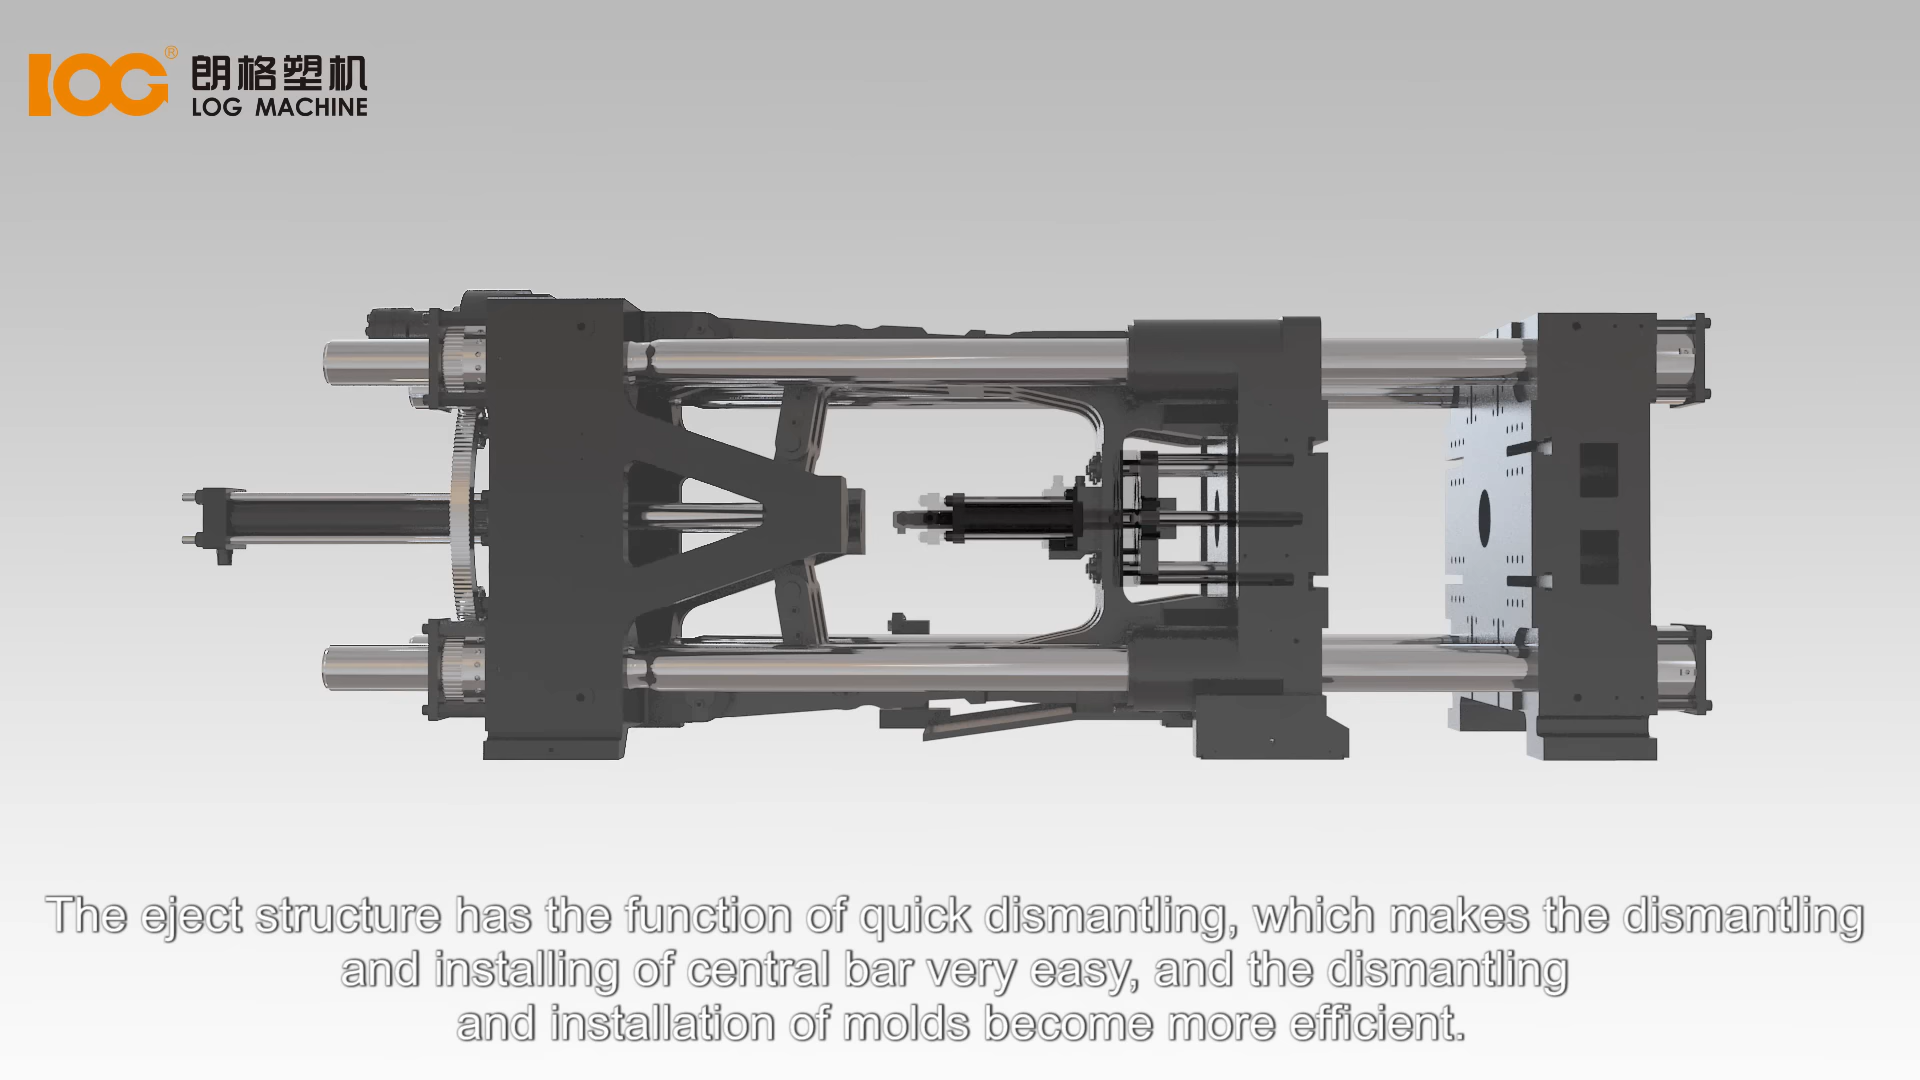 LOG®
朗格塑机
LOG MACHINE
The eject structure has the function of quick dismantling, which makes the dismantling
and installing of central bar very easy, and the dismantling
and installation of molds become more efficient.